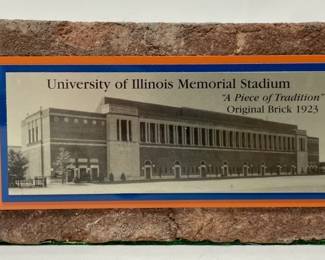 University of Illinois Memorial Stadium
"A Piece of Tradition"
Original Brick 1923